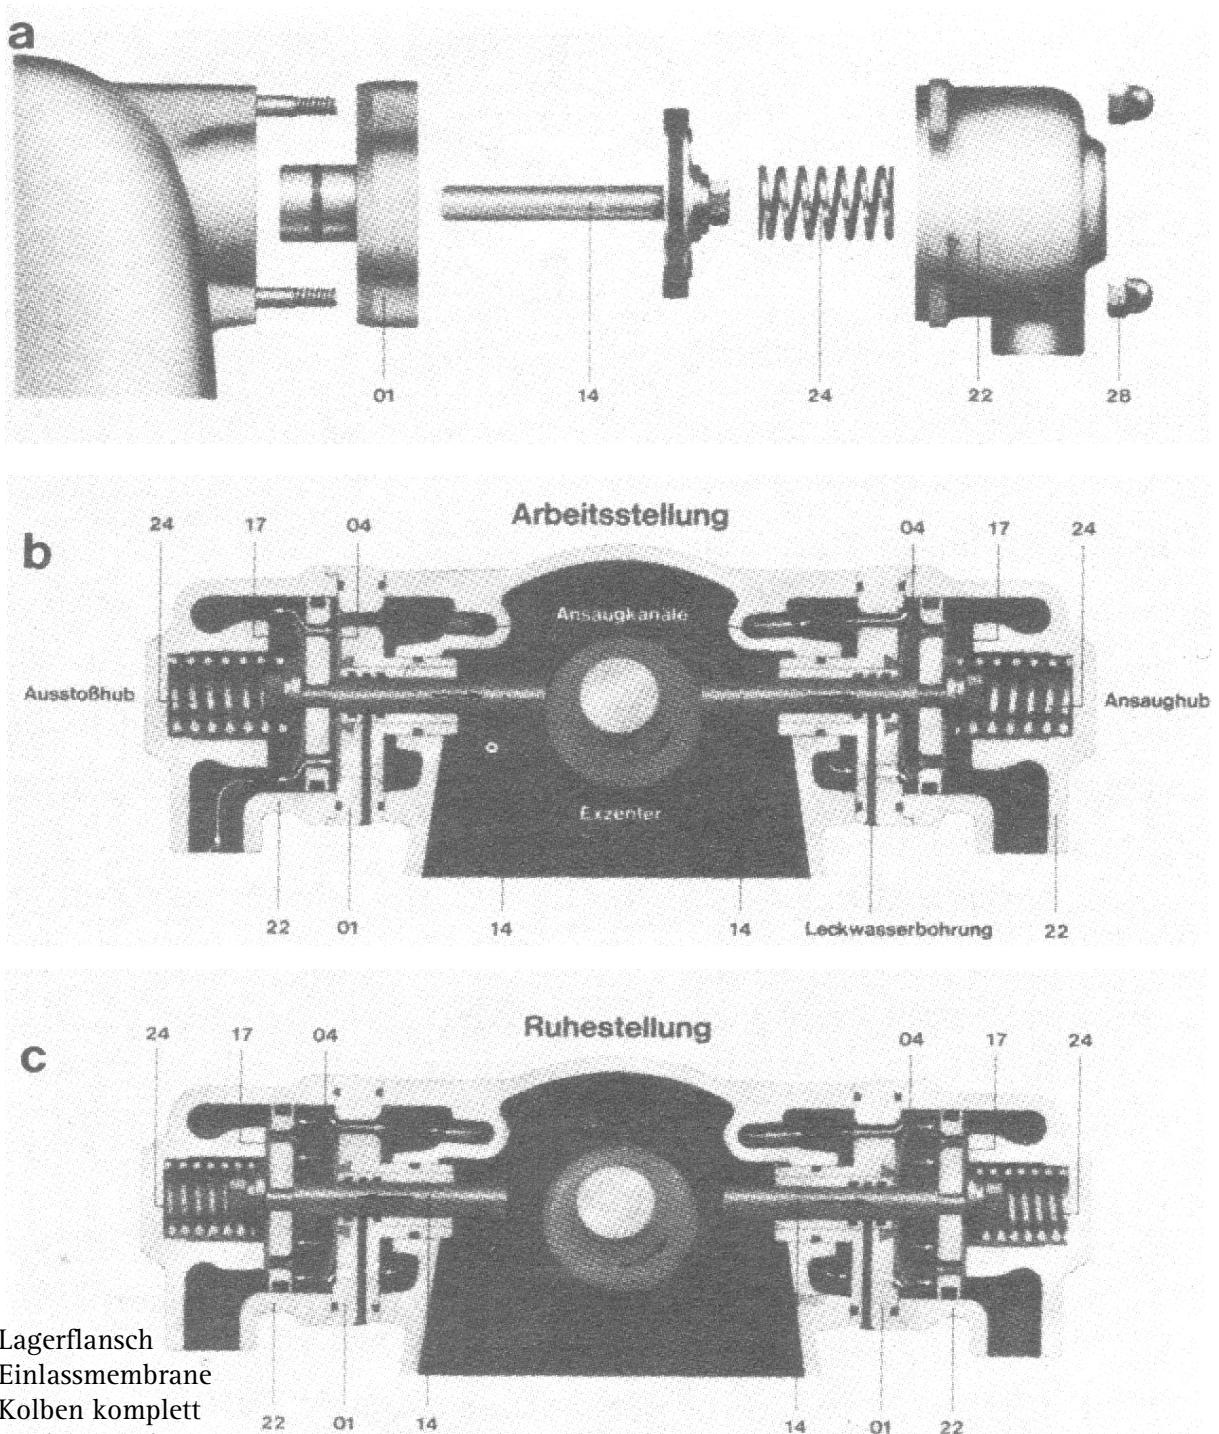 a
01 14 24 22 28
b
Arbeitsstellung
24 17 04 04 17 24
Ansaugkanäle
Ausstoßhub
Ansaughub
Exzenter
22 01 14 14 Leckwasserbohrung 22
c
Ruhestellung
24 17 04 04 17 24
Lagerflansch
Einlassmembrane
Kolben komplett
22 01 14 14 01 22